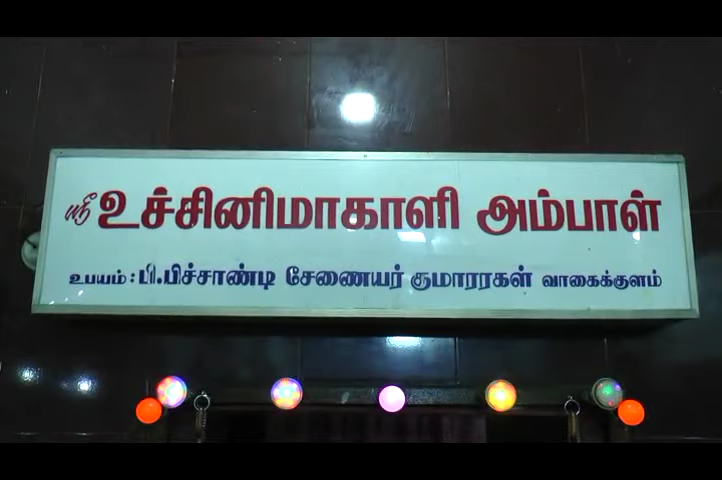 ஸ்ரீ உச்சினிமாகாளி அம்பாள்
உபயம் : பி.பிச்சாண்டி சேணையர் குமாரரகள் வாகைக்குளம்